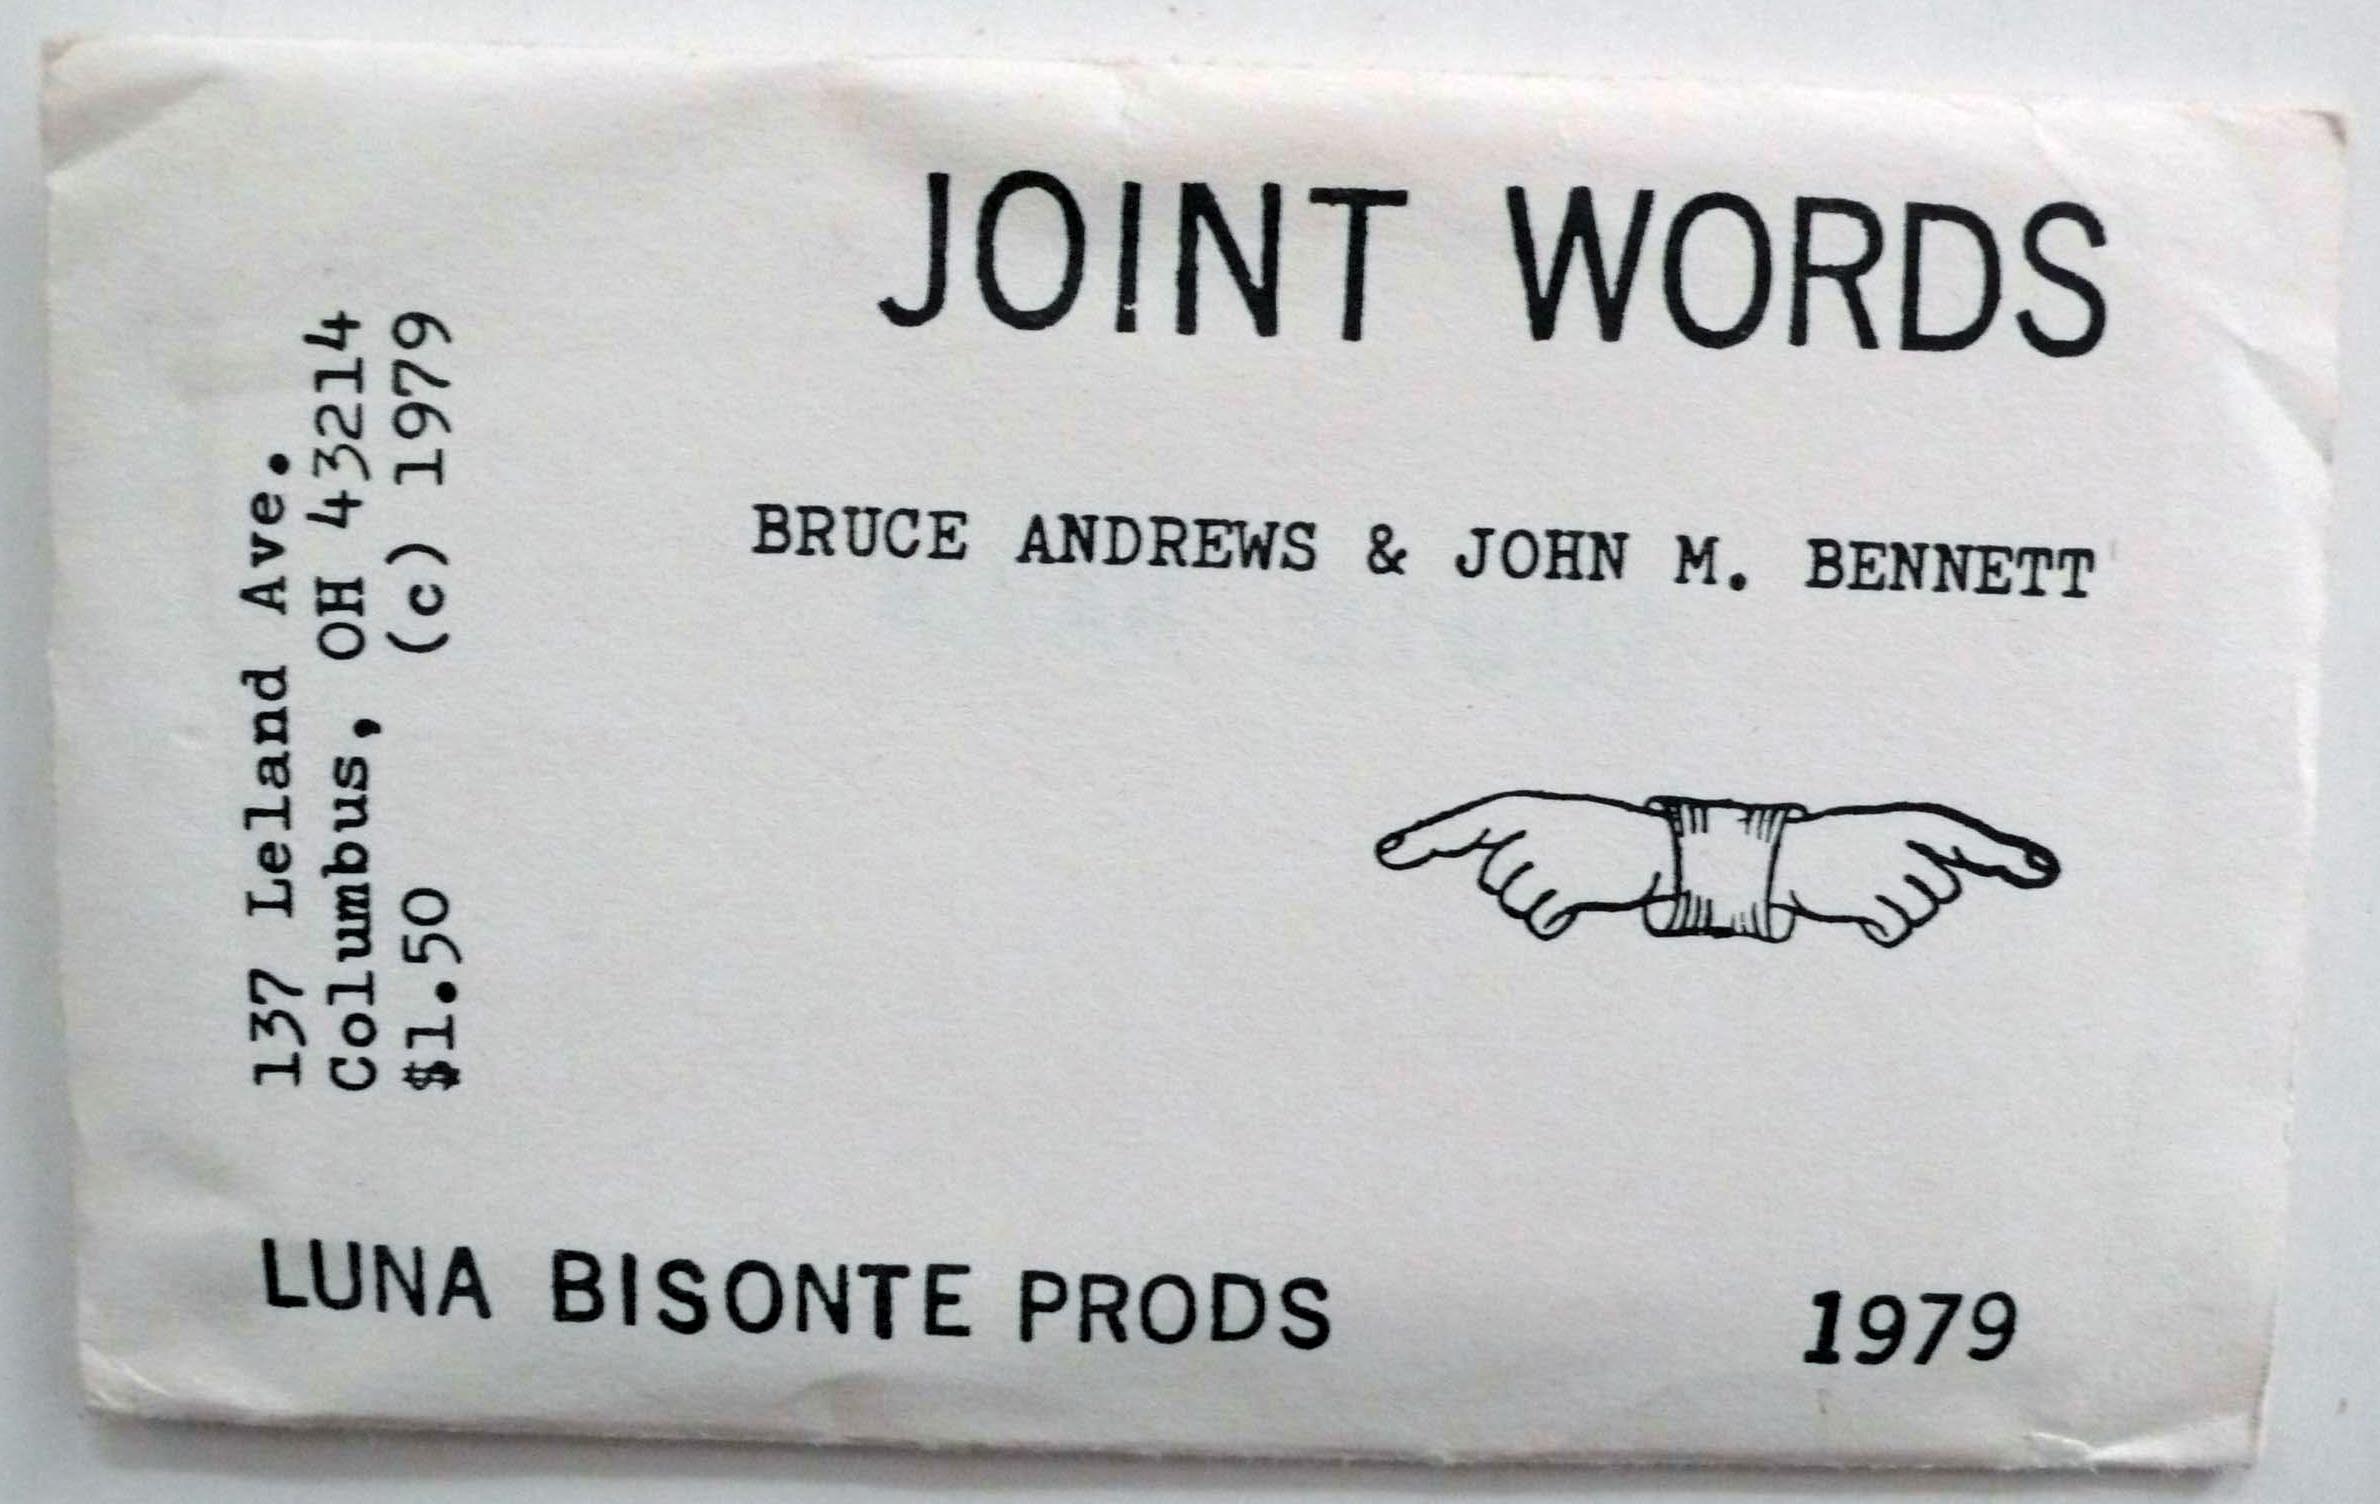 JOINT WORDS
BRUCE ANDREWS & JOHN M. BENNETT
137 Leland Ave.
Columbus, OH 43214
$1.50 (c) 1979
LUNA BISONTE PRODS
1979